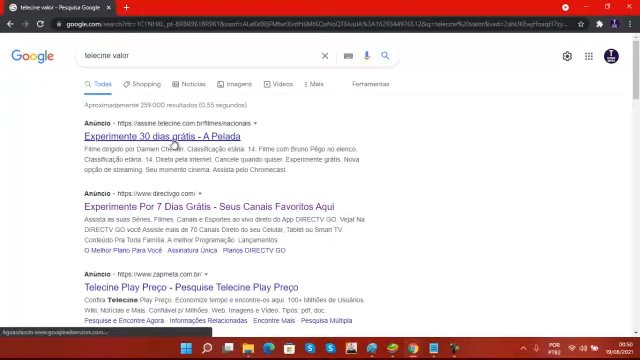 telecine valor - Pesquisa Google
Google
telecine valor
Todas
Shopping
Notícias
Imagens
Vídeos
Mais
Ferramentas
Aproximadamente 259.000 resultados (0,55 segundos)
Anúncio · https://assine.telecine.com.br/filmes/nacionais
Experimente 30 dias grátis - A Pelada
Filme dirigido por Damien Chemin. Classificação etária: 14. Filme com Bruno Pêgo no elenco.
Classificação etária: 14. Direto pela internet. Cancele quando quiser. Experimente grátis. Nova
opção de streaming. Seu momento cinema. Assista pelo Chromecast
Anúncio · https://www.directvgo.com/
Experimente Por 7 Dias Grátis - Seus Canais Favoritos Aqui
Assista as suas Séries, Filmes, Canais e Esportes ao vivo direto do App DIRECTV GO. Veja! Na
DIRECTV GO você assiste mais de 70 Canais direto do seu Celular, Tablet ou Smart TV.
Conteúdo Pra Toda Família. A melhor Programação. Lançamentos.
O Melhor Plano Para Você · Assinatura Única · Planos DIRECTV GO
Anúncio · https://www.zapmeta.com.br/
Telecine Play Preço - Pesquise Telecine Play Preço
Confira Telecine Play Preço. Economize tempo e encontre-os aqui. 100+ Milhões de Usuários.
Wiki, Notícias e Mais. Confiável p/ Milhões. Web, Imagens e Vídeo. Tipos: pdf, doc.
Pesquise e Encontre Agora · Informações Relacionadas · Encontre Mais · Pesquisa Múltipla
Aguardando www.googleadservices.com...
POR
PTB2
00:50
19/08/2021